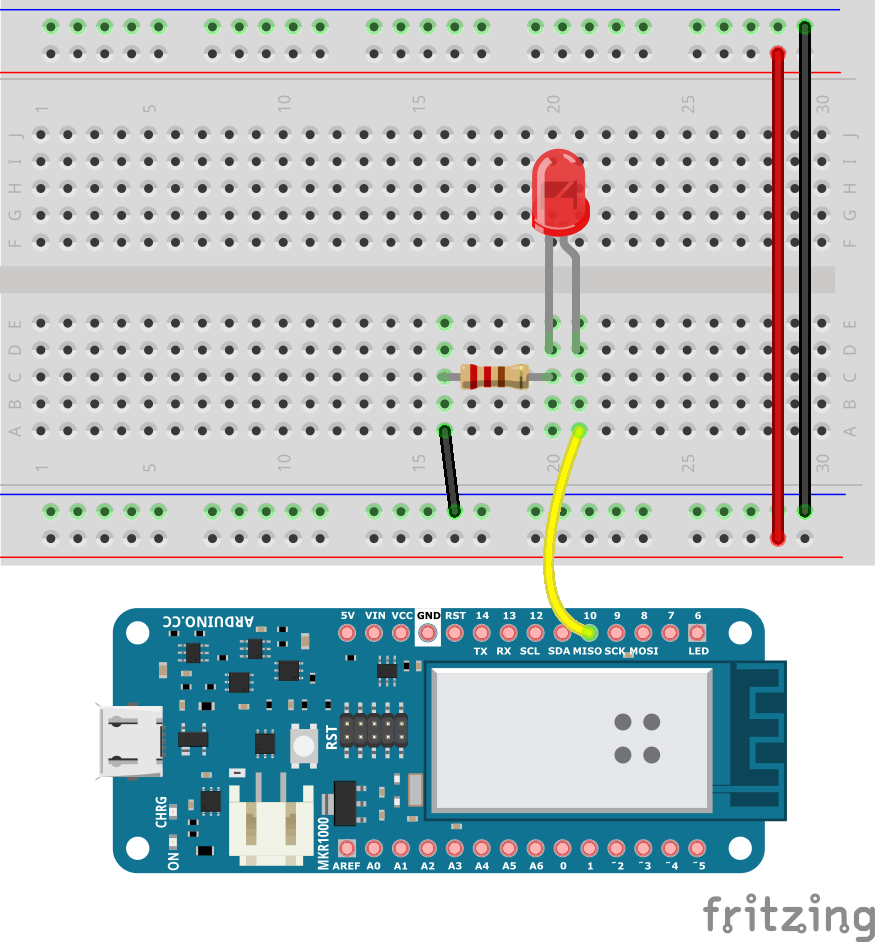 1 5 10 15 20 25 30
J J
I I
H H
G G
F F
E E
D D
C C
B B
A A
1 5 10 15 20 25 30
ARDUINO.CC
5V VIN VCC GND RST 14 13 12 11 10 9 8 7 6
TX RX SCL SDA MISO SCK MOSI LED
RST
CHRG
ON
MKR1000
AREF A0 A1 A2 A3 A4 A5 A6 0 1 ~2 ~3 ~4 ~5
fritzing